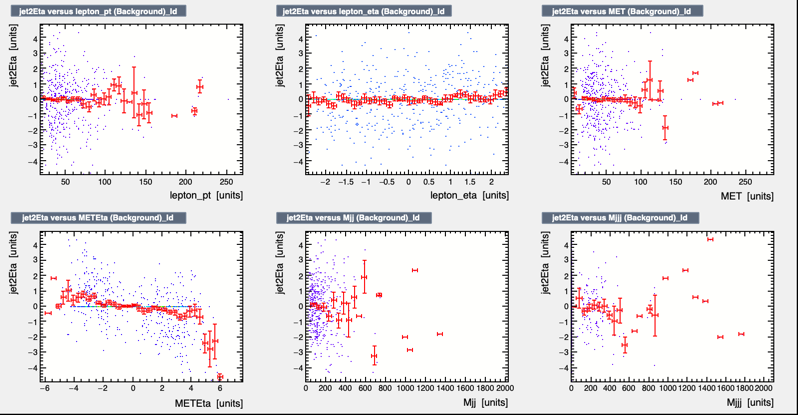 jet2Eta versus lepton_pt (Background)_Id
jet2Eta versus lepton_eta (Background)_Id
jet2Eta versus MET (Background)_Id
jet2Eta [units]
4
3
2
1
0
−1
−2
−3
−4
50 100 150 200 250
lepton_pt [units]
jet2Eta [units]
4
3
2
1
0
−1
−2
−3
−4
−2 −1.5 −1 −0.5 0 0.5 1 1.5 2
lepton_eta [units]
jet2Eta [units]
4
3
2
1
0
−1
−2
−3
−4
50 100 150 200 250
MET [units]
jet2Eta versus METEta (Background)_Id
jet2Eta versus Mjj (Background)_Id
jet2Eta versus Mjjj (Background)_Id
jet2Eta [units]
4
3
2
1
0
−1
−2
−3
−4
−6 −4 −2 0 2 4 6
METEta [units]
jet2Eta [units]
4
3
2
1
0
−1
−2
−3
−4
0 200 400 600 800 1000 1200 1400 1600 1800 2000
Mjj [units]
jet2Eta [units]
4
3
2
1
0
−1
−2
−3
−4
0 200 400 600 800 1000 1200 1400 1600 1800 2000
Mjjj [units]